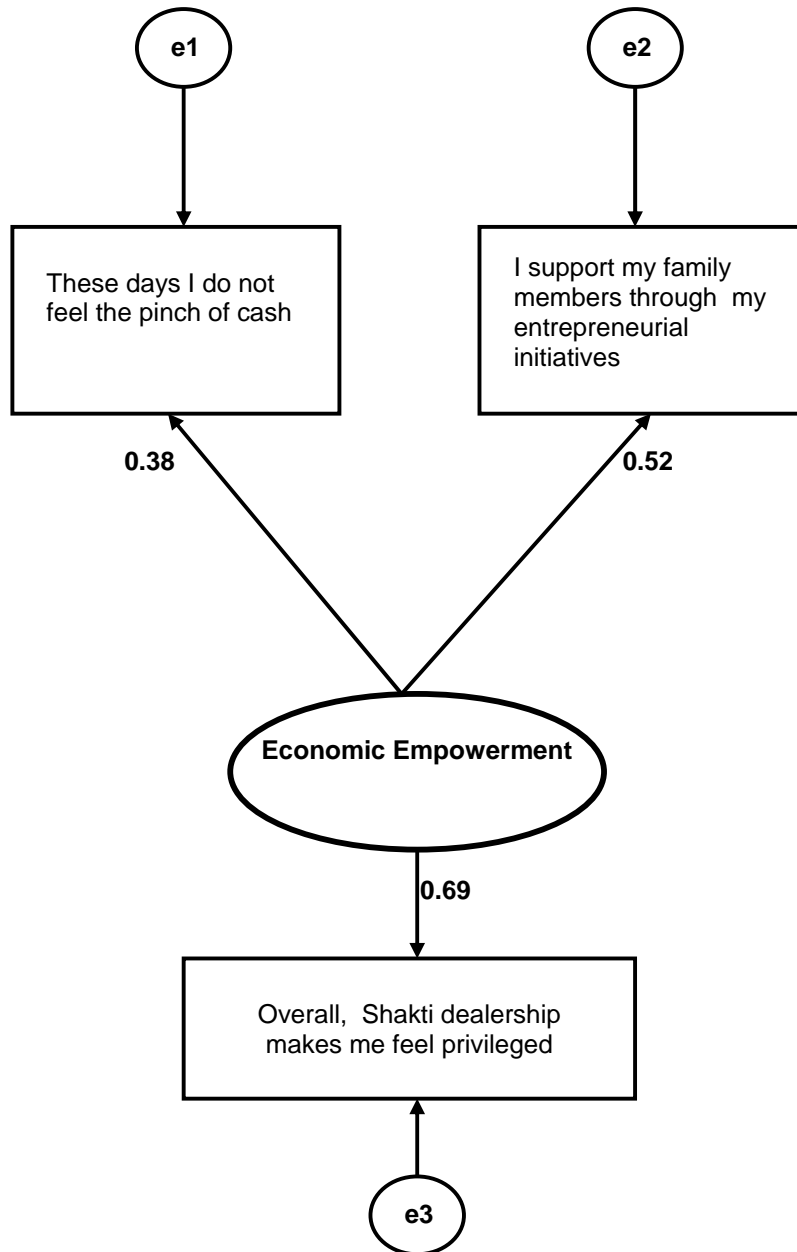 e1
e2
These days I do not
feel the pinch of cash
I support my family
members through my
entrepreneurial
initiatives
0.38
0.52
Economic Empowerment
0.69
Overall, Shakti dealership
makes me feel privileged
e3